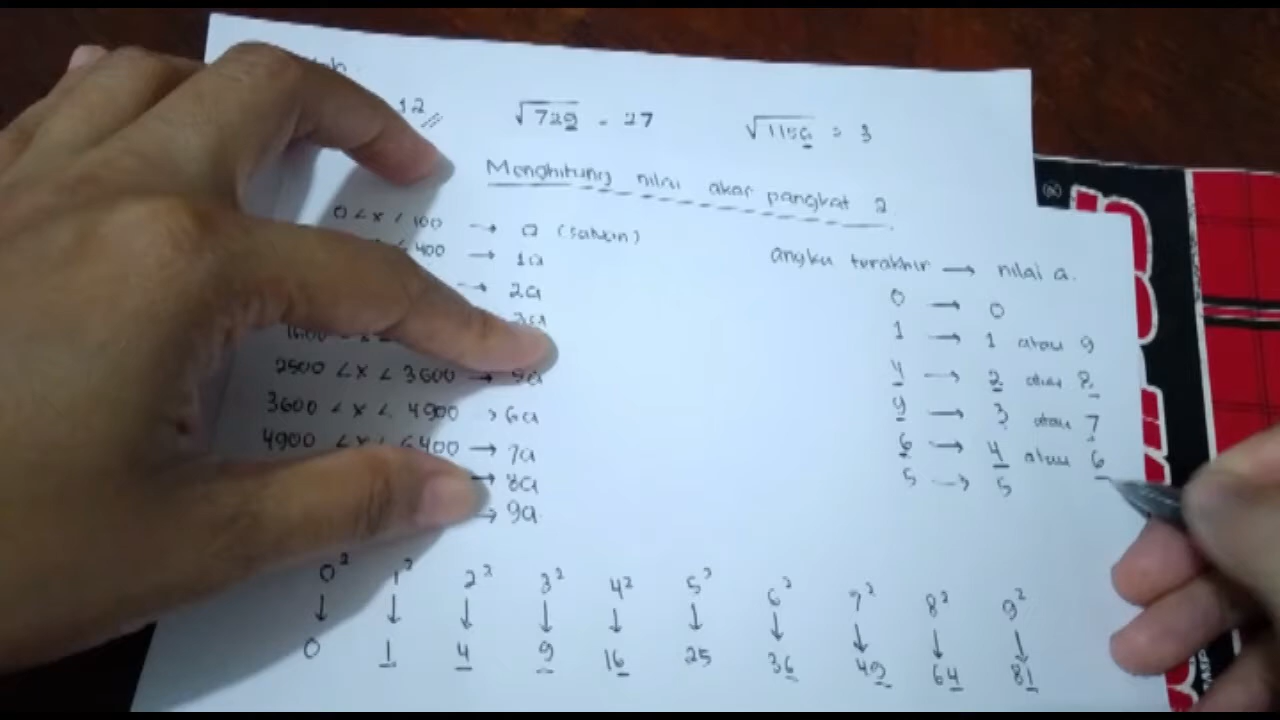 12
√729 = 27
√1156 = 3
Menghitung nilai akar pangkat 2.
0 < x < 100 → a (satuan)
400 → 1a
→ 2a
2500 < x < 3600 → 5a
3600 < x < 4900 → 6a
4900 < x < 6400 → 7a
→ 8a
→ 9a
angka terakhir → nilai a.
0 → 0
1 → 1 atau 9
4 → 2 atau 8
9 → 3 atau 7
6 → 4 atau 6
5 → 5
0² 1² 2² 3² 4² 5² 6² 7² 8² 9²
↓ ↓ ↓ ↓ ↓ ↓ ↓ ↓ ↓ ↓
0 1 4 9 16 25 36 49 64 81